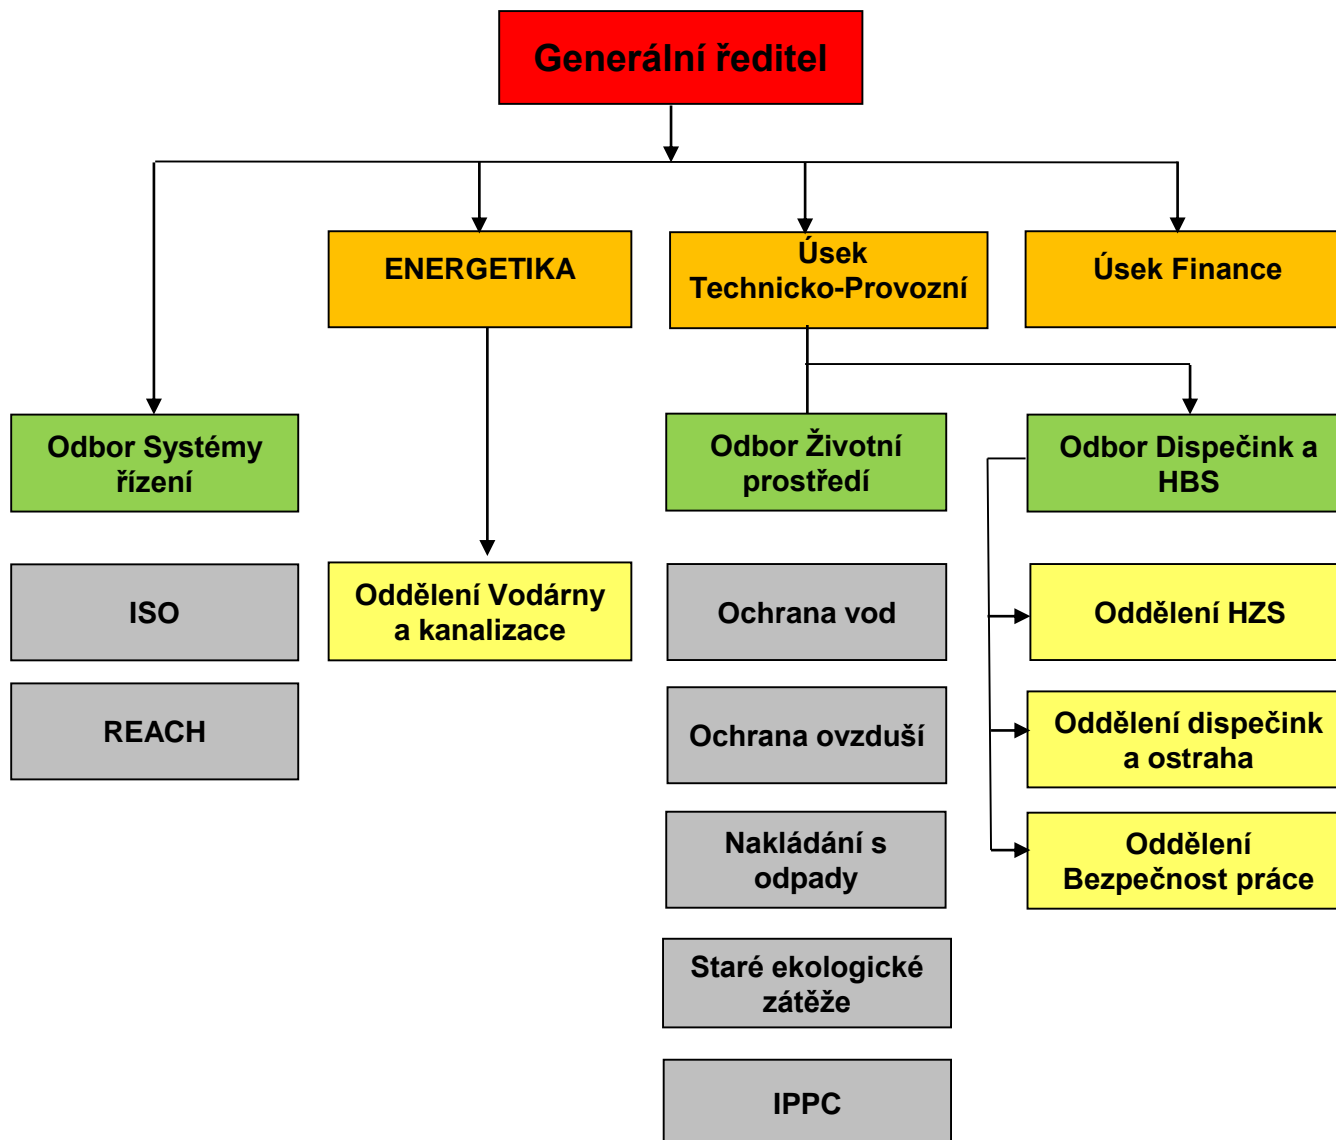 Generální ředitel
ENERGETIKA
Úsek
Technicko-Provozní
Úsek Finance
Odbor Systémy
řízení
Odbor Životní
prostředí
Odbor Dispečink a
HBS
ISO
Oddělení Vodárny
a kanalizace
Ochrana vod
Oddělení HZS
REACH
Ochrana ovzduší
Oddělení dispečink
a ostraha
Nakládání s
odpady
Oddělení
Bezpečnost práce
Staré ekologické
zátěže
IPPC